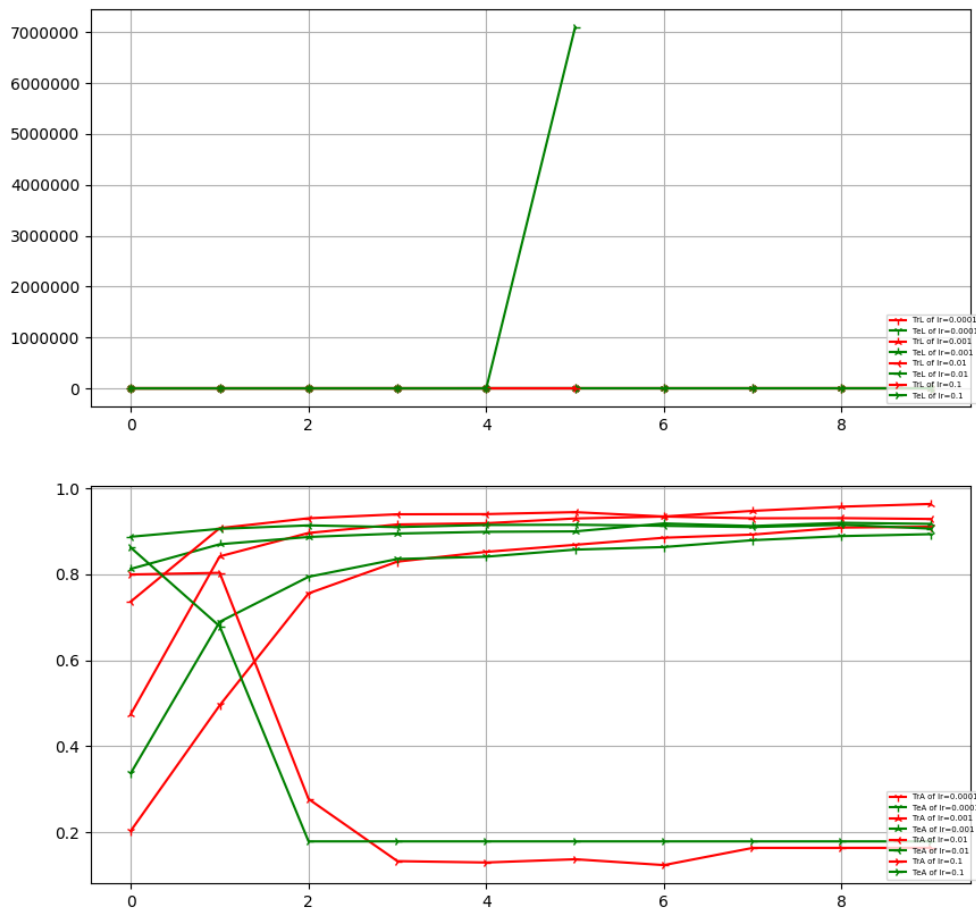 7000000
6000000
5000000
4000000
3000000
2000000
1000000
0
TrL of lr=0.0001
TeL of lr=0.0001
TrL of lr=0.001
TeL of lr=0.001
TrL of lr=0.01
TeL of lr=0.01
TrL of lr=0.1
TeL of lr=0.1
0 2 4 6 8
1.0
0.8
0.6
0.4
0.2
TrA of lr=0.0001
TeA of lr=0.0001
TrA of lr=0.001
TeA of lr=0.001
TrA of lr=0.01
TeA of lr=0.01
TrA of lr=0.1
TeA of lr=0.1
0 2 4 6 8